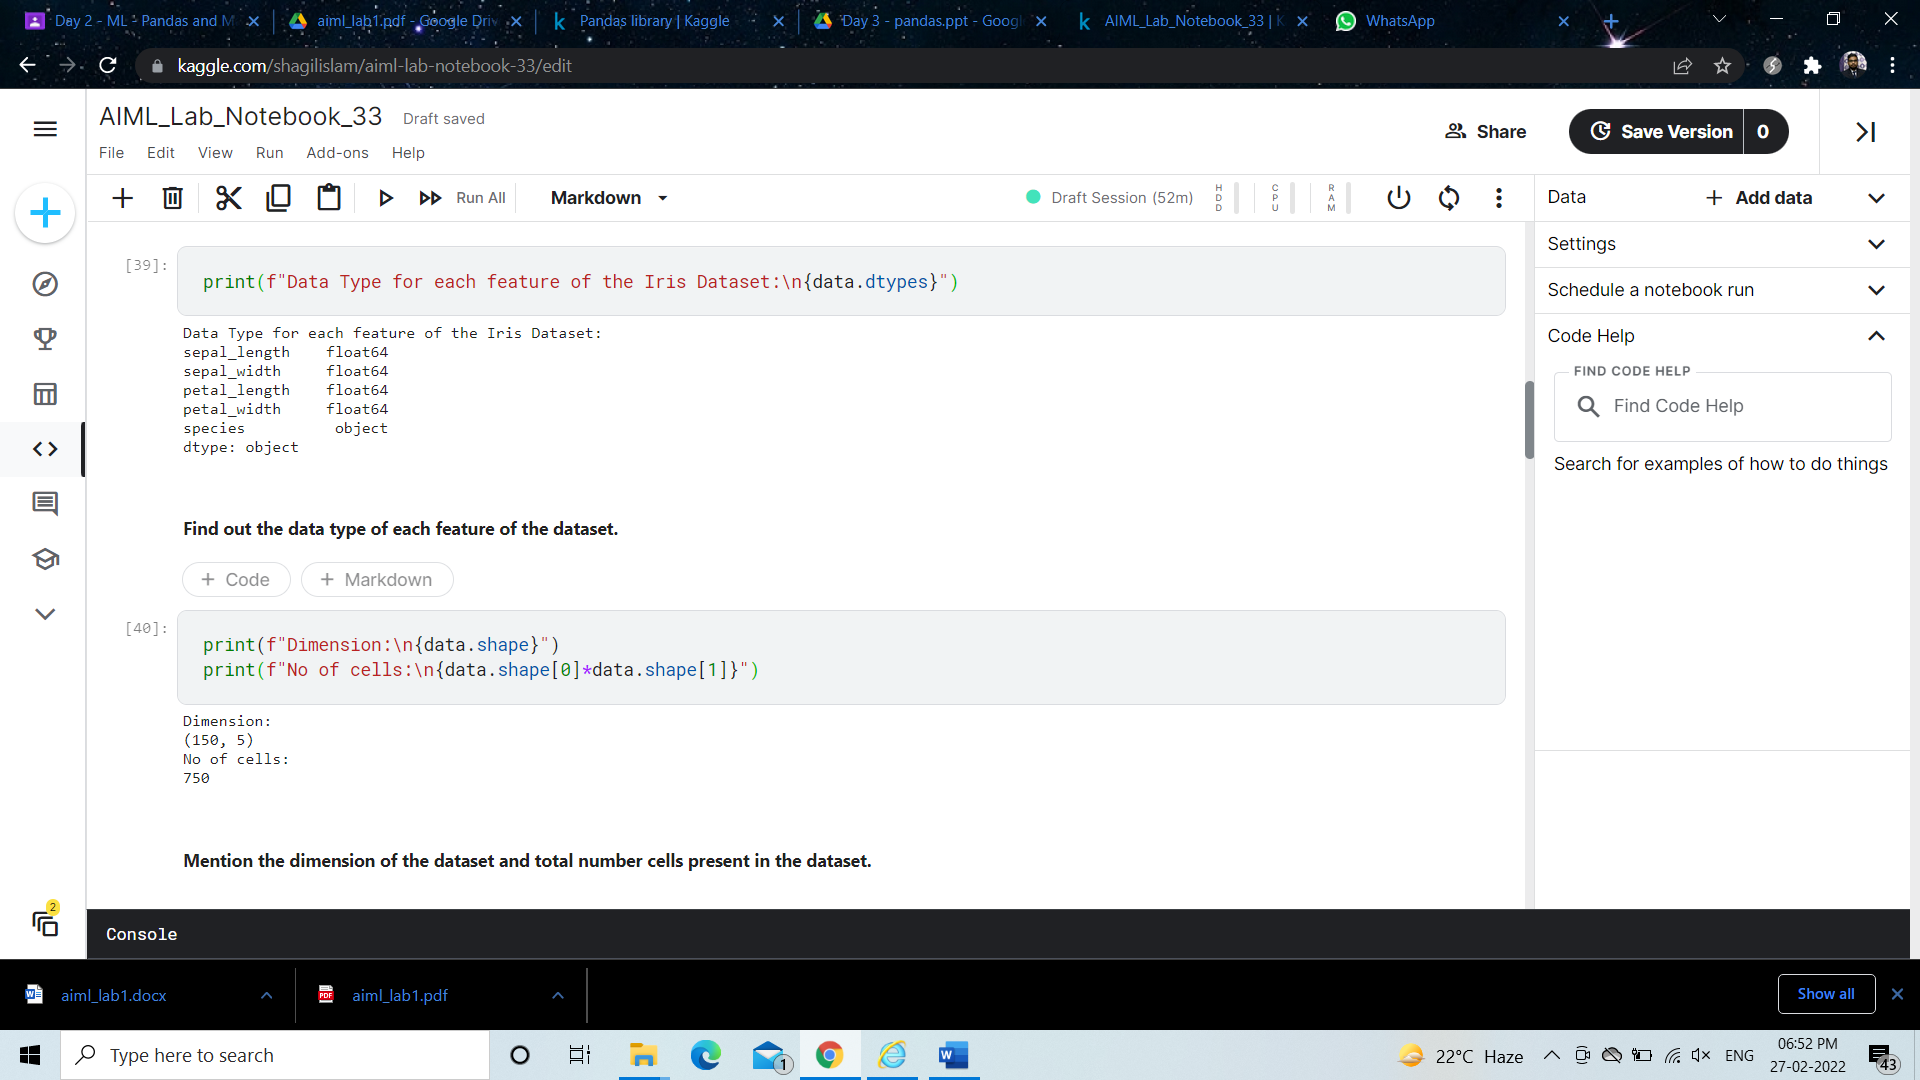 Day 2 - ML - Pandas and M
aiml_lab1.pdf - Google Driv
Pandas library | Kaggle
Day 3 - pandas.ppt - Googl
AIML_Lab_Notebook_33 | K
WhatsApp
kaggle.com/shagilislam/aiml-lab-notebook-33/edit
AIML_Lab_Notebook_33
Draft saved
File Edit View Run Add-ons Help
Share
Save Version 0
Run All
Markdown
Draft Session (52m)
HDD
CPU
RAM
Data
+ Add data
Settings
Schedule a notebook run
Code Help
FIND CODE HELP
Find Code Help
Search for examples of how to do things
[39]:
print(f"Data Type for each feature of the Iris Dataset:\n{data.dtypes}")
Data Type for each feature of the Iris Dataset:
sepal_length    float64
sepal_width     float64
petal_length    float64
petal_width     float64
species          object
dtype: object
Find out the data type of each feature of the dataset.
+ Code
+ Markdown
[40]:
print(f"Dimension:\n{data.shape}")
print(f"No of cells:\n{data.shape[0]*data.shape[1]}")
Dimension:
(150, 5)
No of cells:
750
Mention the dimension of the dataset and total number cells present in the dataset.
2
Console
aiml_lab1.docx
PDF
aiml_lab1.pdf
Show all
Type here to search
1
22°C Haze
ENG
06:52 PM
27-02-2022
43